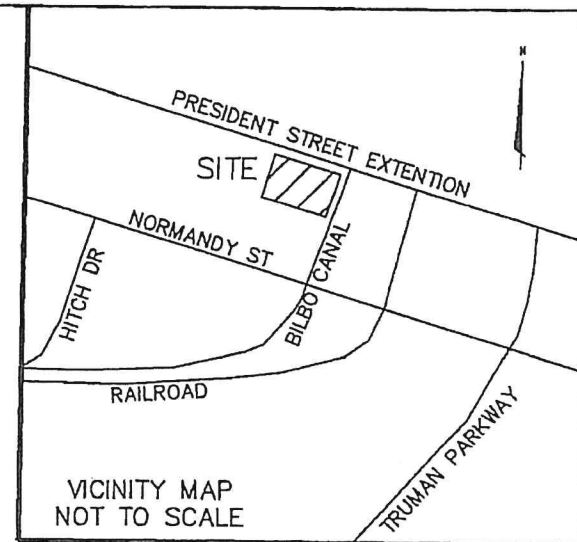 N
PRESIDENT STREET EXTENTION
SITE
NORMANDY ST
HITCH DR
BILBO CANAL
RAILROAD
TRUMAN PARKWAY
VICINITY MAP
NOT TO SCALE